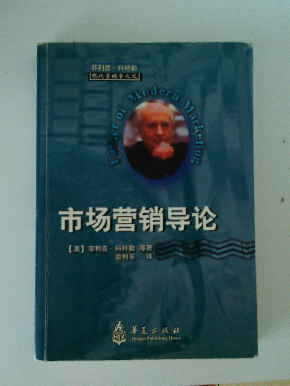 菲利普·科特勒
现代营销学之父
Father of Modern Marketing
市场营销导论
【美】菲利普·科特勒 等著
俞利军 译
华夏出版社
Huaxia Publishing House